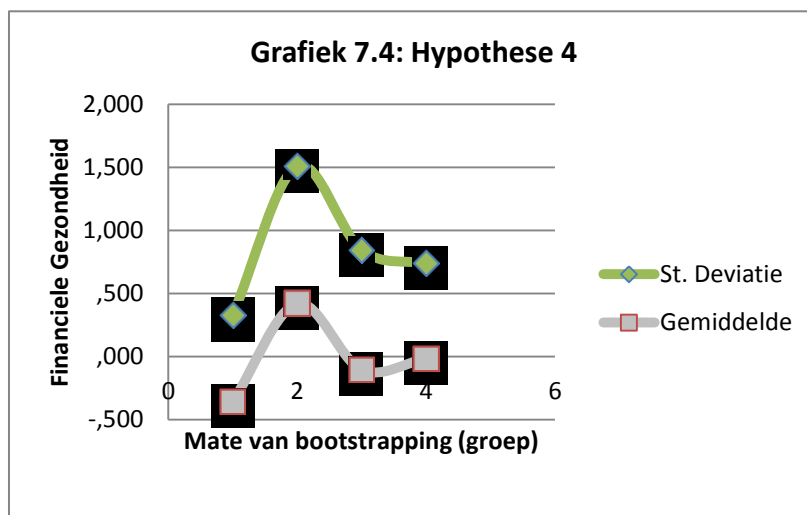 Grafiek 7.4: Hypothese 4
Financiele Gezondheid
2,000
1,500
1,000
,500
,000
-,500
0
2
4
6
Mate van bootstrapping (groep)
St. Deviatie
Gemiddelde